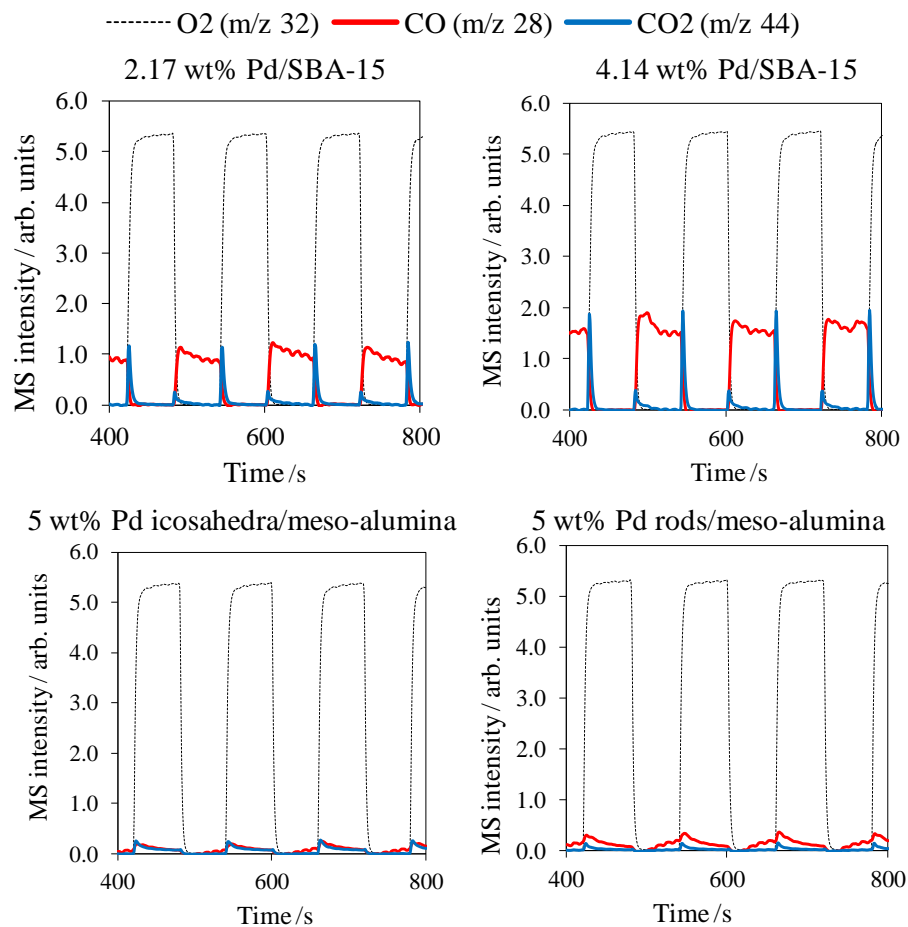 O2 (m/z 32) CO (m/z 28) CO2 (m/z 44)
2.17 wt% Pd/SBA-15
6.0
5.0
4.0
3.0
2.0
1.0
0.0
MS intensity / arb. units
400 600 800
Time /s
4.14 wt% Pd/SBA-15
6.0
5.0
4.0
3.0
2.0
1.0
0.0
MS intensity / arb. units
400 600 800
Time /s
5 wt% Pd icosahedra/meso-alumina
6.0
5.0
4.0
3.0
2.0
1.0
0.0
MS intensity / arb. units
400 600 800
Time /s
5 wt% Pd rods/meso-alumina
6.0
5.0
4.0
3.0
2.0
1.0
0.0
MS intensity / arb. units
400 600 800
Time /s